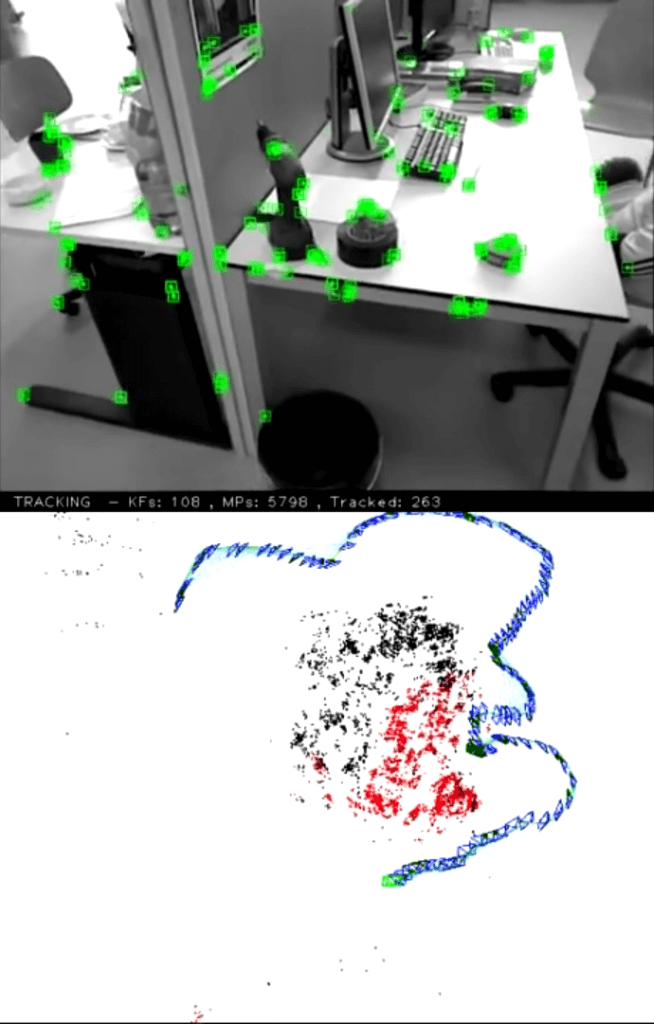 TRACKING  – KFs: 108 , MPs: 5798 , Tracked: 263